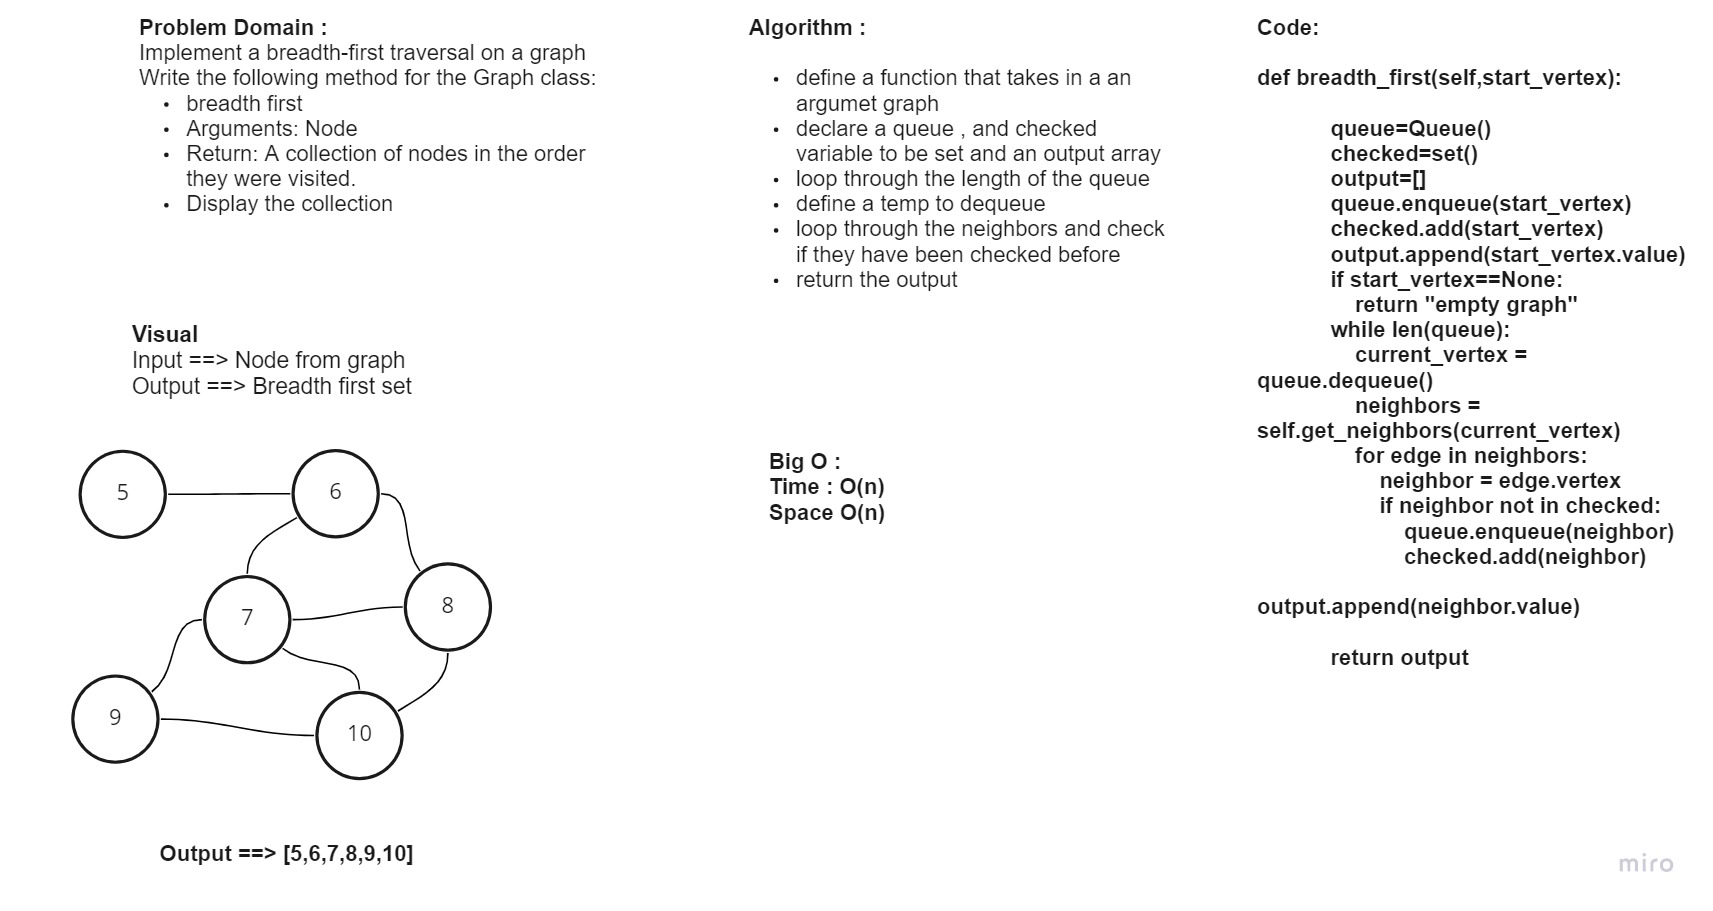 Problem Domain :
Implement a breadth-first traversal on a graph
Write the following method for the Graph class:
• breadth first
• Arguments: Node
• Return: A collection of nodes in the order
they were visited.
• Display the collection
Visual
Input ==> Node from graph
Output ==> Breadth first set
5
6
7
8
9
10
Output ==> [5,6,7,8,9,10]
Algorithm :
• define a function that takes in a an
argumet graph
• declare a queue , and checked
variable to be set and an output array
• loop through the length of the queue
• define a temp to dequeue
• loop through the neighbors and check
if they have been checked before
• return the output
Big O :
Time : O(n)
Space O(n)
Code:
def breadth_first(self,start_vertex):
queue=Queue()
checked=set()
output=[]
queue.enqueue(start_vertex)
checked.add(start_vertex)
output.append(start_vertex.value)
if start_vertex==None:
return "empty graph"
while len(queue):
current_vertex =
queue.dequeue()
neighbors =
self.get_neighbors(current_vertex)
for edge in neighbors:
neighbor = edge.vertex
if neighbor not in checked:
queue.enqueue(neighbor)
checked.add(neighbor)
output.append(neighbor.value)
return output
miro